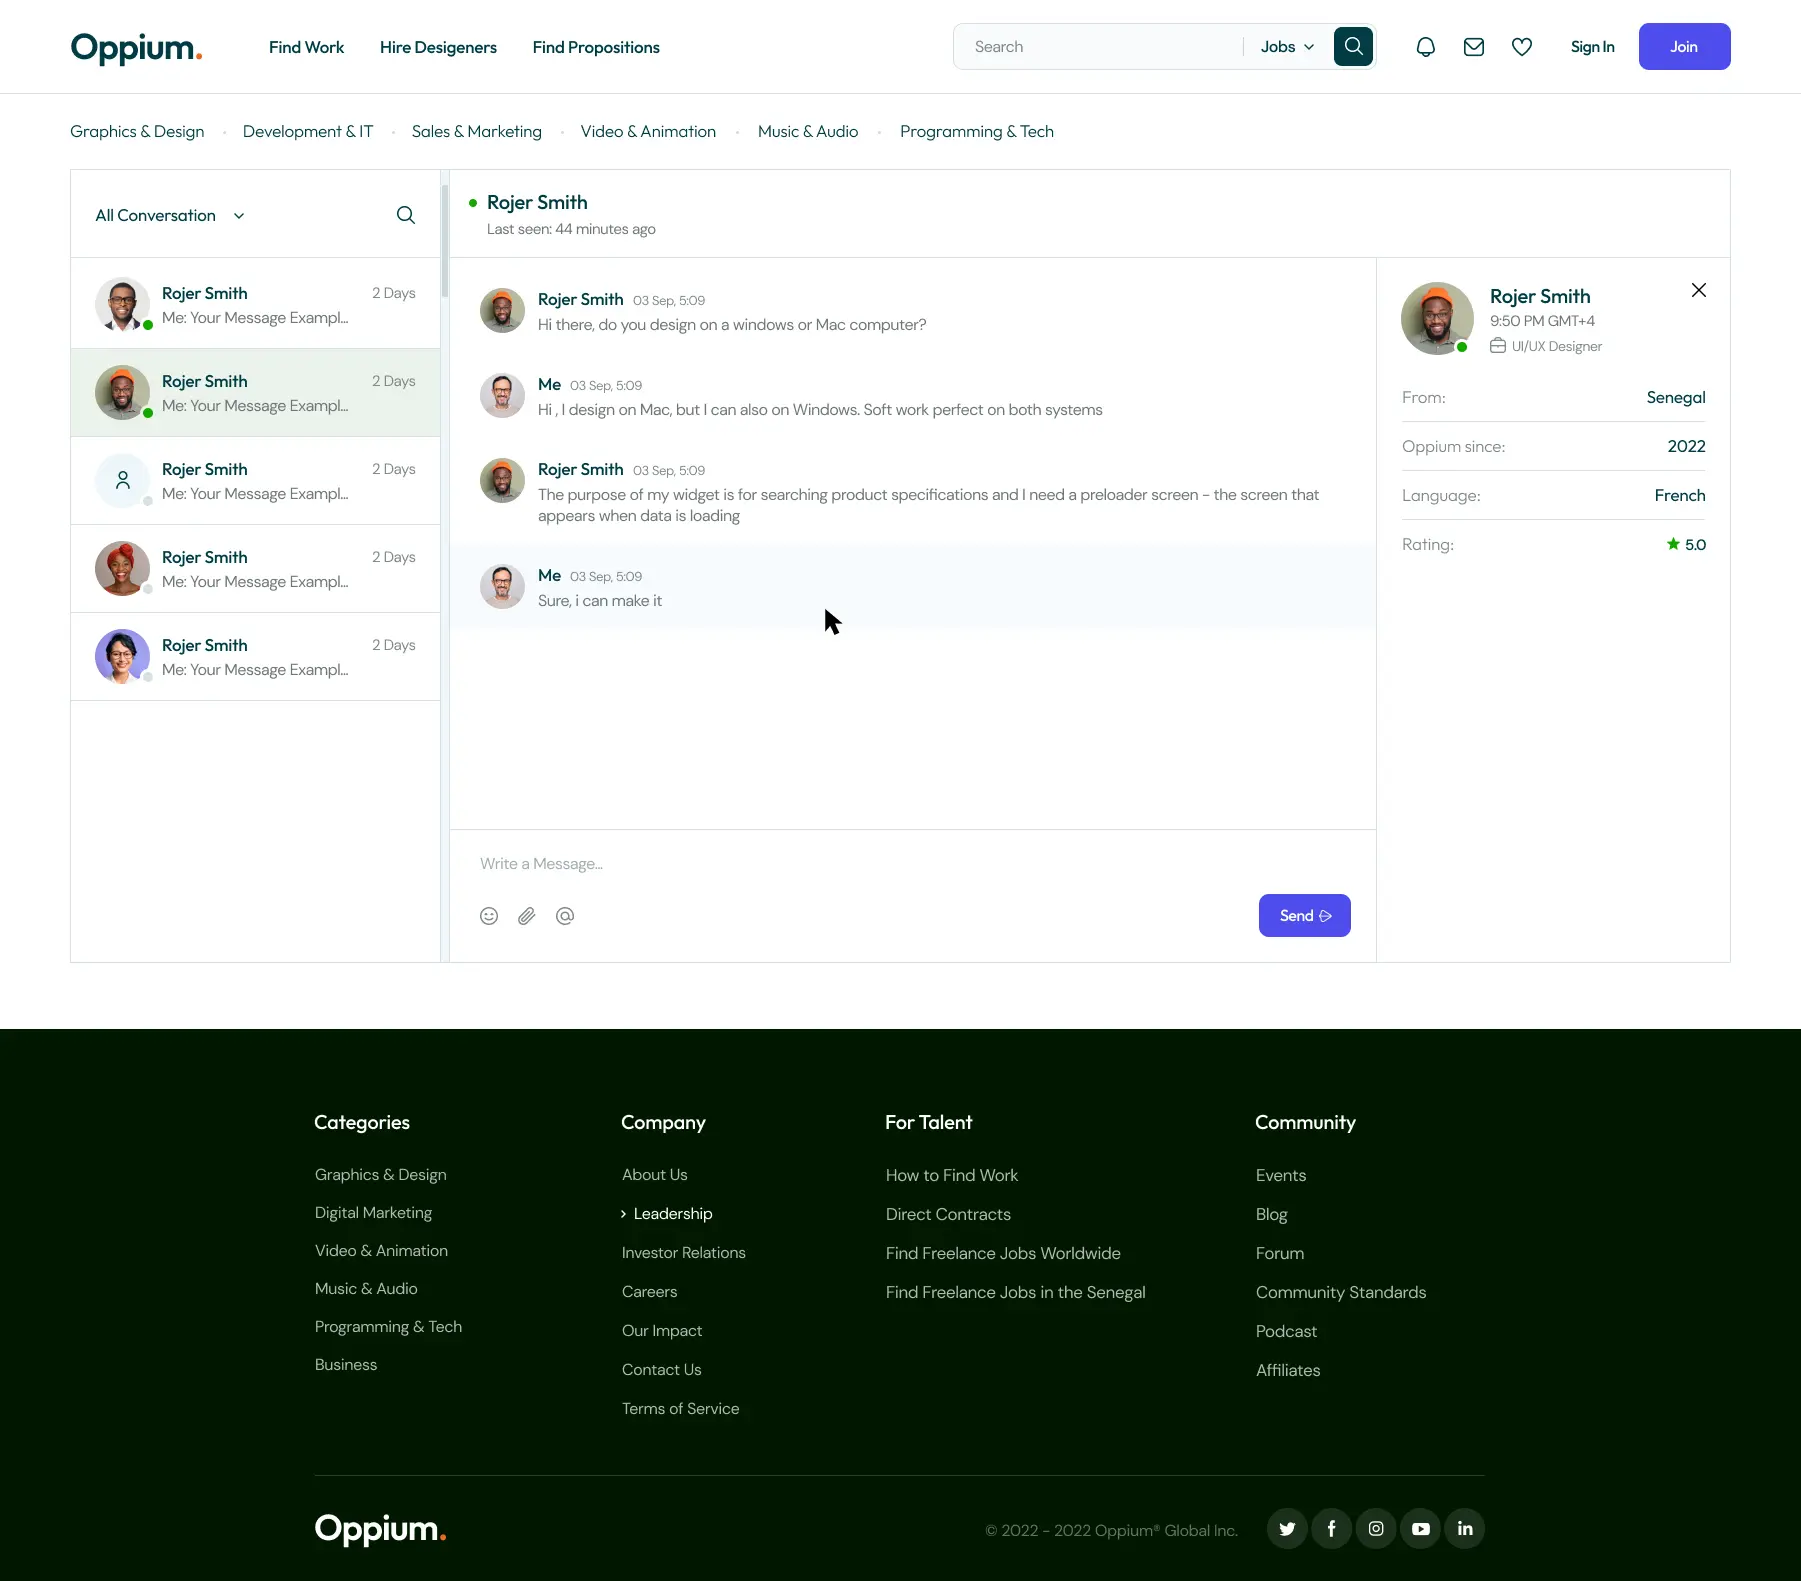 Oppium.
Find Work
Hire Desigeners
Find Propositions
Search
Jobs
Sign In
Join
Graphics & Design
Development & IT
Sales & Marketing
Video & Animation
Music & Audio
Programming & Tech
All Conversation
Rojer Smith
2 Days
Me: Your Message Exampl...
Rojer Smith
2 Days
Me: Your Message Exampl...
Rojer Smith
2 Days
Me: Your Message Exampl...
Rojer Smith
2 Days
Me: Your Message Exampl...
Rojer Smith
2 Days
Me: Your Message Exampl...
Rojer Smith
Last seen: 44 minutes ago
Rojer Smith 03 Sep, 5:09
Hi there, do you design on a windows or Mac computer?
Me 03 Sep, 5:09
Hi , I design on Mac, but I can also on Windows. Soft work perfect on both systems
Rojer Smith 03 Sep, 5:09
The purpose of my widget is for searching product specifications and I need a preloader screen - the screen that
appears when data is loading
Me 03 Sep, 5:09
Sure, i can make it
Write a Message...
Send
Rojer Smith
9:50 PM GMT+4
UI/UX Designer
From: Senegal
Oppium since: 2022
Language: French
Rating: 5.0
Categories
Graphics & Design
Digital Marketing
Video & Animation
Music & Audio
Programming & Tech
Business
Company
About Us
Leadership
Investor Relations
Careers
Our Impact
Contact Us
Terms of Service
For Talent
How to Find Work
Direct Contracts
Find Freelance Jobs Worldwide
Find Freelance Jobs in the Senegal
Community
Events
Blog
Forum
Community Standards
Podcast
Affiliates
Oppium.
© 2022 - 2022 Oppium® Global Inc.